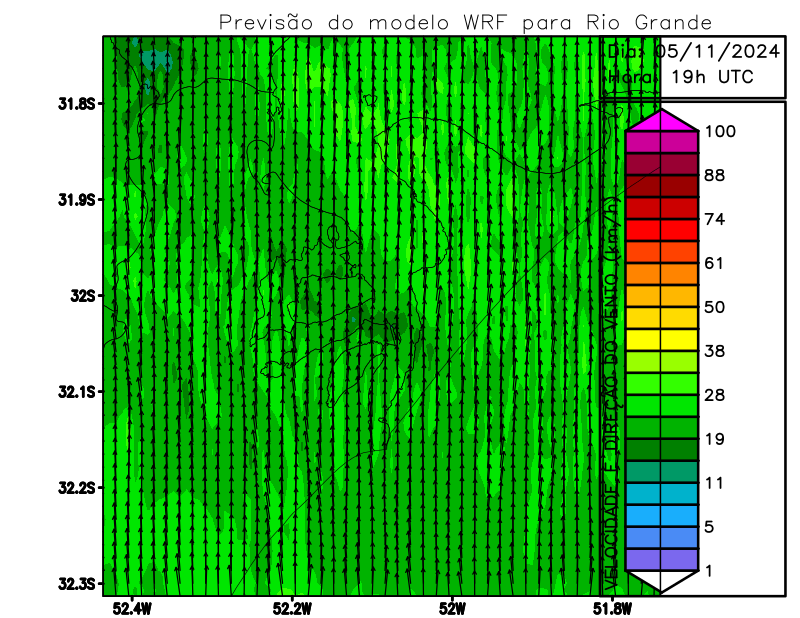 Previsão do modelo WRF para Rio Grande
Dia: 05/11/2024
Hora: 19h UTC
31.8S
31.9S
32S
32.1S
32.2S
32.3S
52.4W
52.2W
52W
51.8W
VELOCIDADE E DIREÇÃO DO VENTO (km/h)
100
88
74
61
50
38
28
19
11
5
1